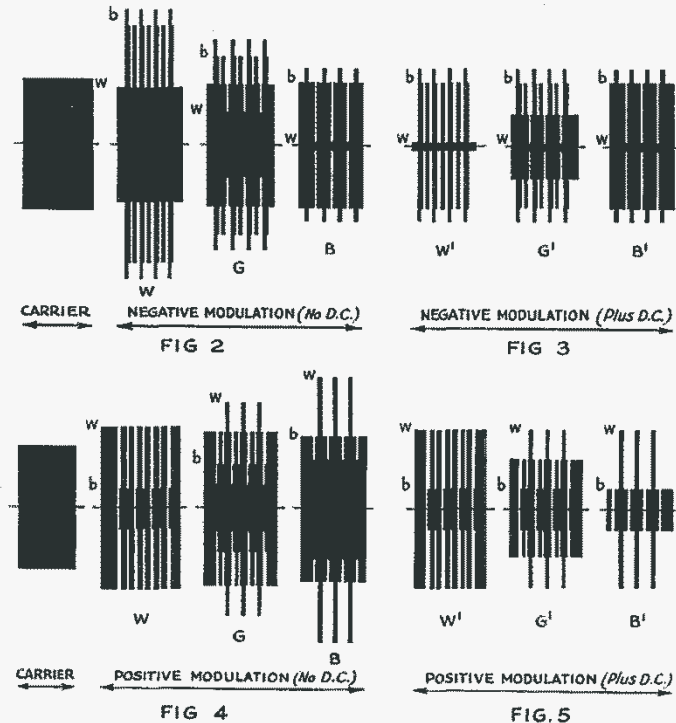 b
w
W
b
w
G
b
B
b
w
W'
b
w
G'
b
w
B'
CARRIER
NEGATIVE MODULATION (No D.C.)
FIG 2
NEGATIVE MODULATION (Plus D.C.)
FIG 3
w
b
W
w
b
G
w
b
B
w
b
W'
w
b
G'
w
b
B'
CARRIER
POSITIVE MODULATION (No D.C.)
FIG 4
POSITIVE MODULATION (Plus D.C.)
FIG. 5